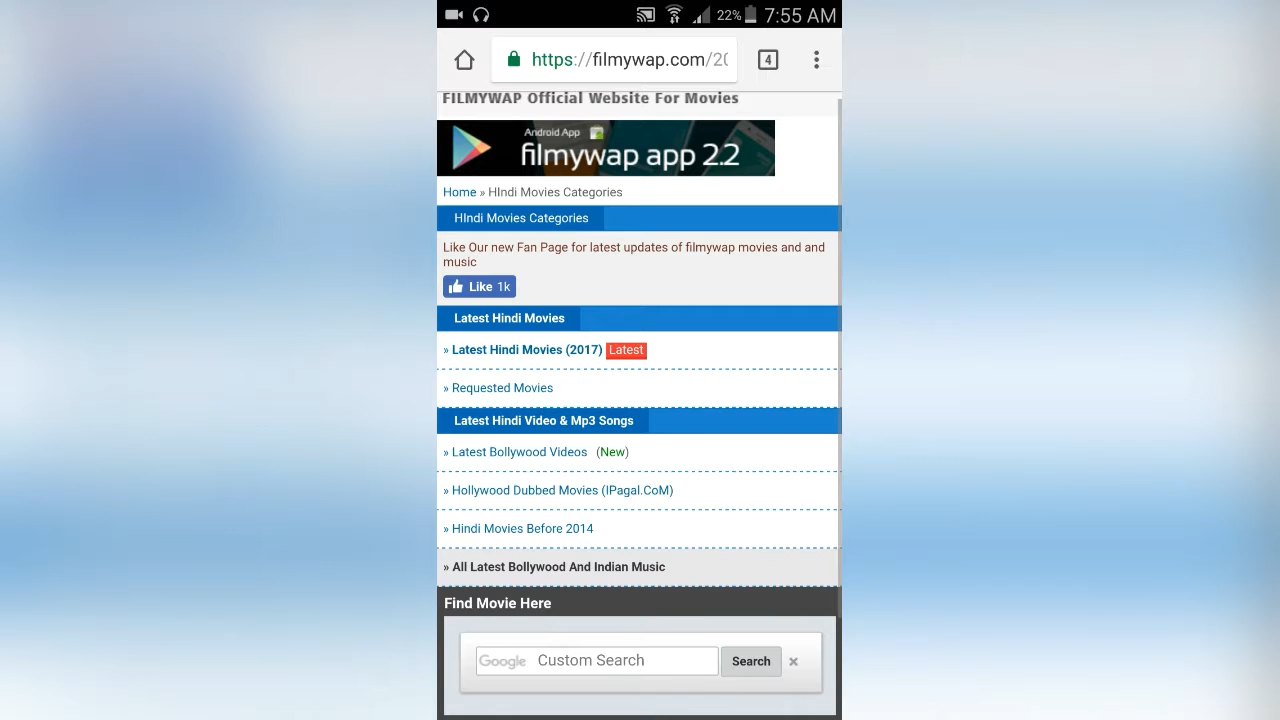 22% 7:55 AM
https://filmywap.com/20
4
FILMYWAP Official Website For Movies
Android App
filmywap app 2.2
Home » HIndi Movies Categories
HIndi Movies Categories
Like Our new Fan Page for latest updates of filmywap movies and and
music
Like 1k
Latest Hindi Movies
» Latest Hindi Movies (2017) Latest
» Requested Movies
Latest Hindi Video & Mp3 Songs
» Latest Bollywood Videos (New)
» Hollywood Dubbed Movies (IPagal.CoM)
» Hindi Movies Before 2014
» All Latest Bollywood And Indian Music
Find Movie Here
Google Custom Search Search ×